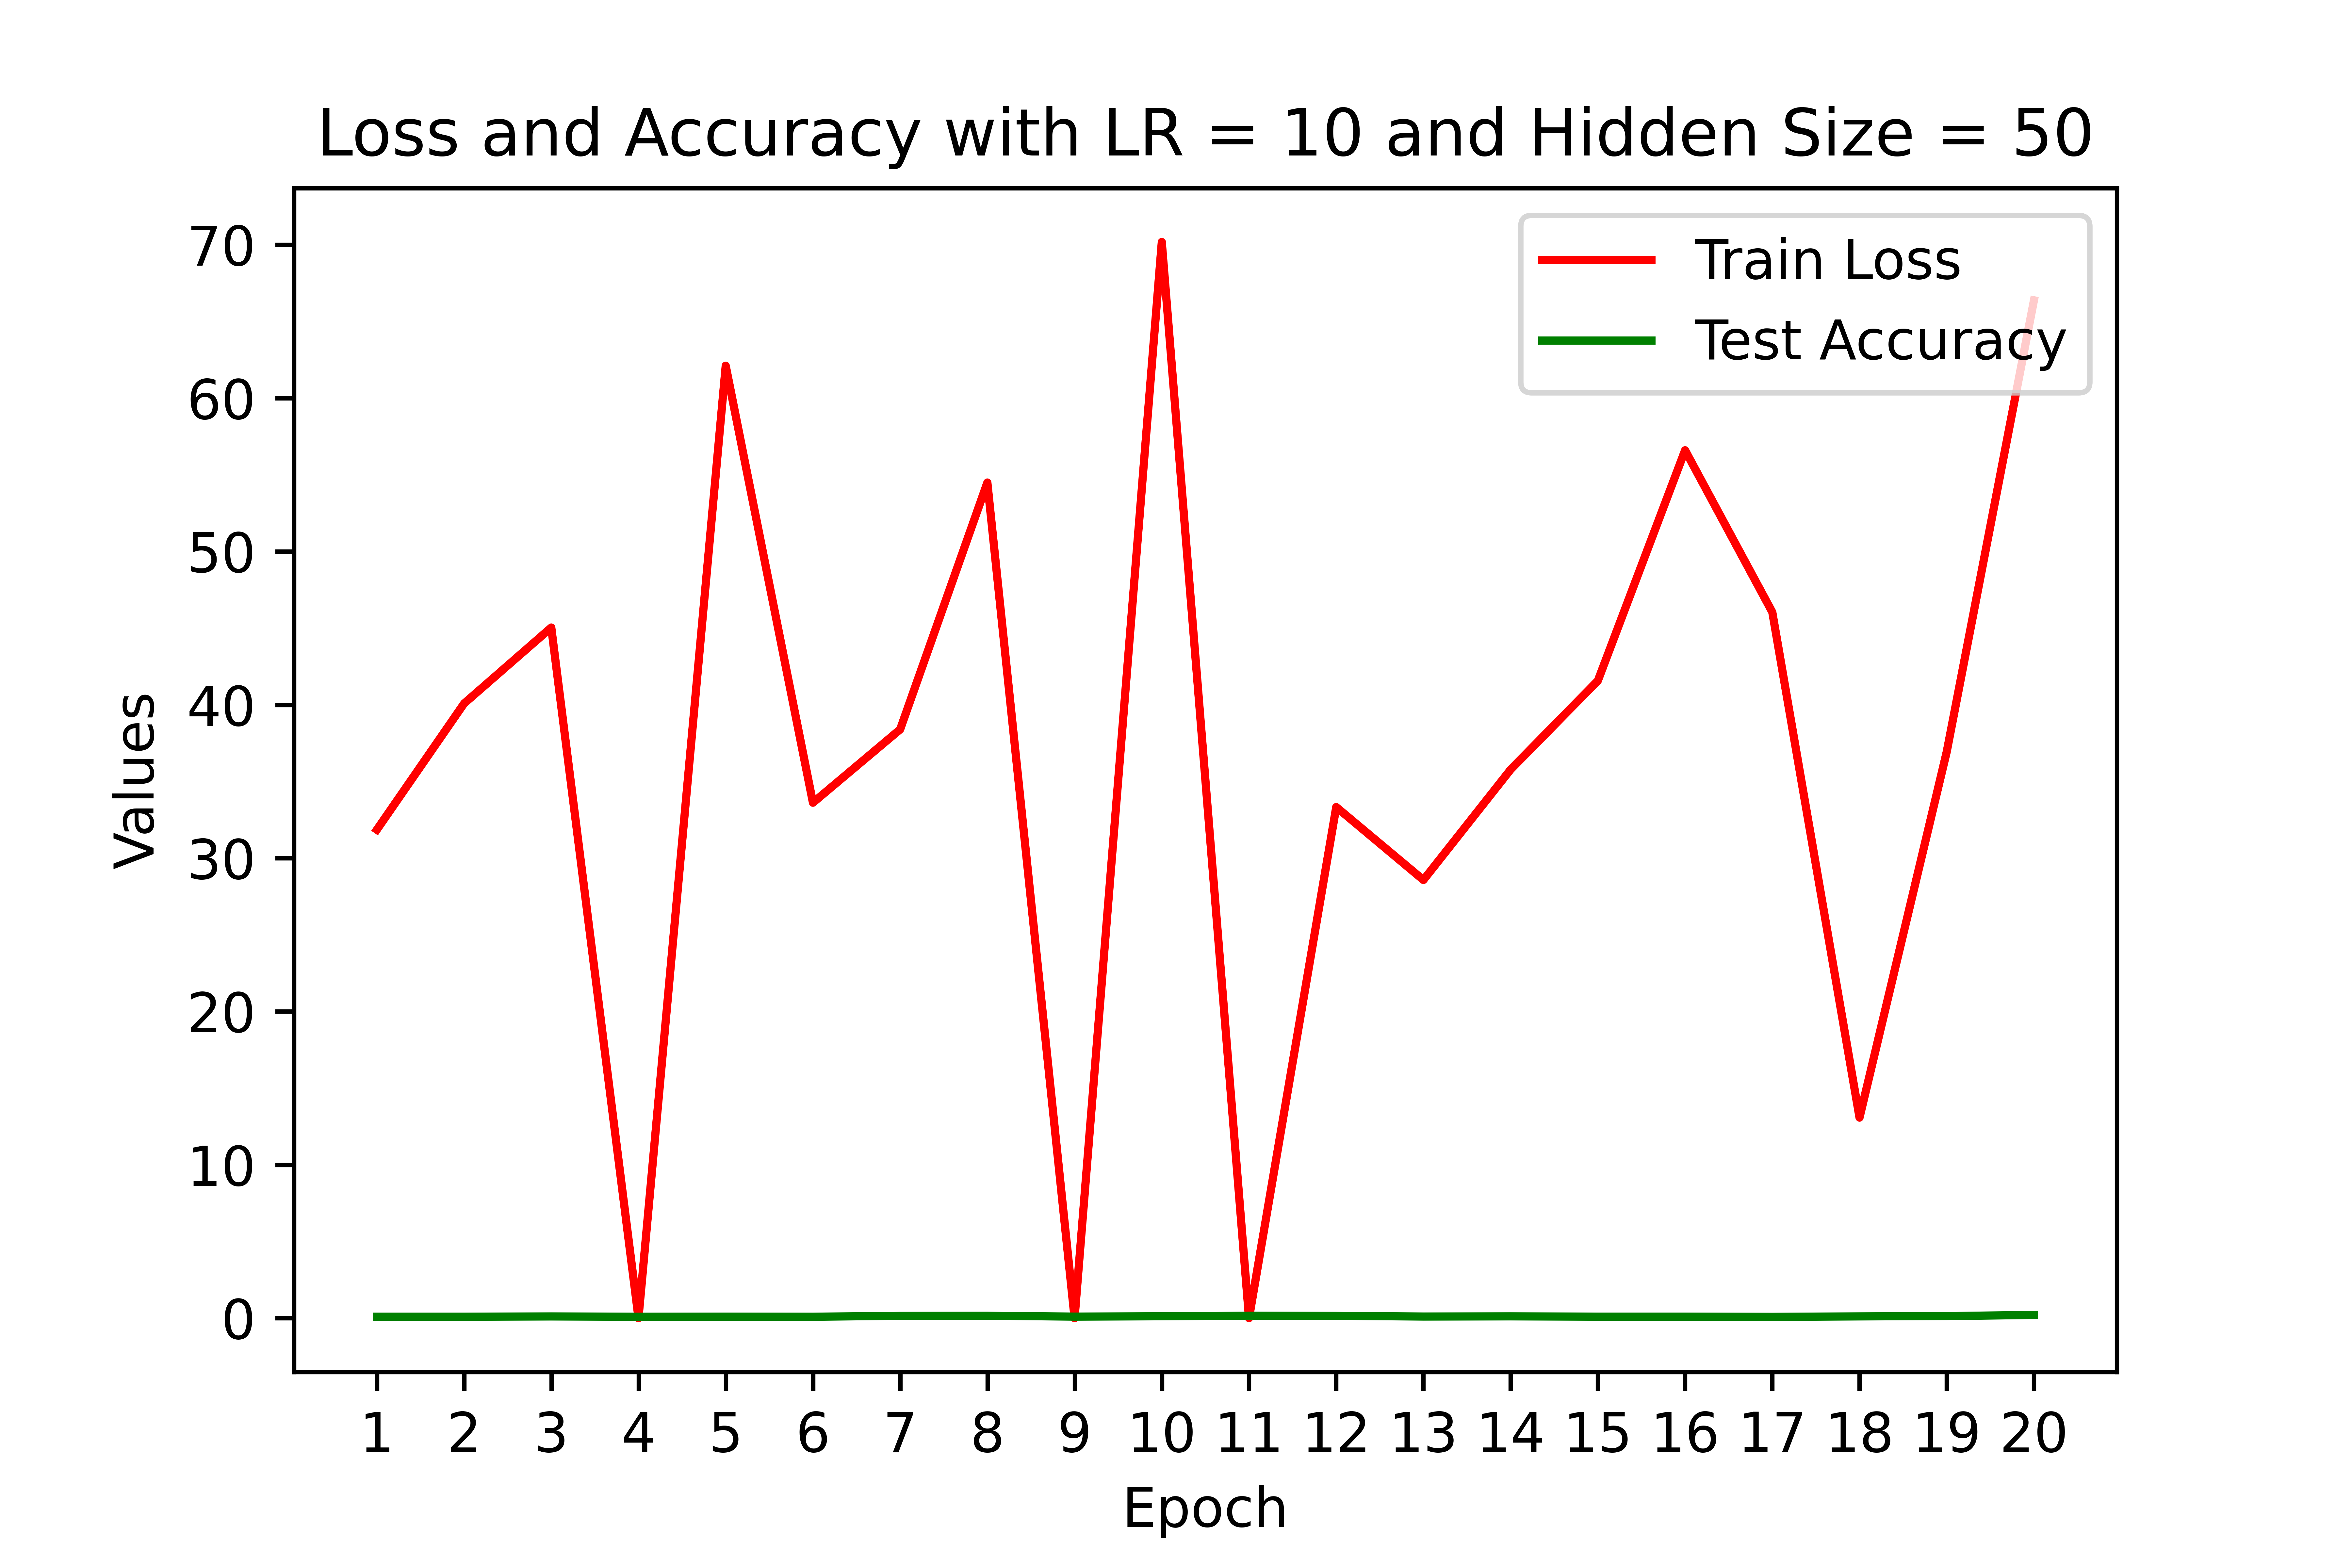 Loss and Accuracy with LR = 10 and Hidden Size = 50
70
60
50
40
30
20
10
0
Values
Train Loss
Test Accuracy
1 2 3 4 5 6 7 8 9 10 11 12 13 14 15 16 17 18 19 20
Epoch